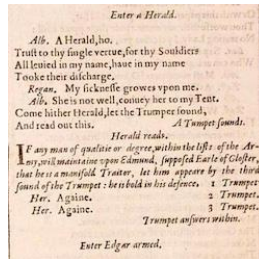 Enter a Herald.
Alb. A Herald,ho.
Trust to thy single vertue,for thy Souldiers
All levied in my name,haue in my name
Tooke their discharge.
Regan. My sicknesse growes vpon me.
Alb. She is not well,conuey her to my Tent.
Come hither Herald,let the Trumpet sound,
And read out this. A Tumpet sounds.
Herald reads.
IF any man of qualitie or degree,within the lists of the Ar-
my,will maintaine vpon Edmund, supposed Earle of Gloster,
that he is a manifold Traitor, let him appeare by the third
sound of the Trumpet : he is bold in his defence. 1 Trumpet
Her. Againe. 2 Trumpet.
Her. Againe. 3 Trumpet.
Trumpet answers within.
Enter Edgar armed.